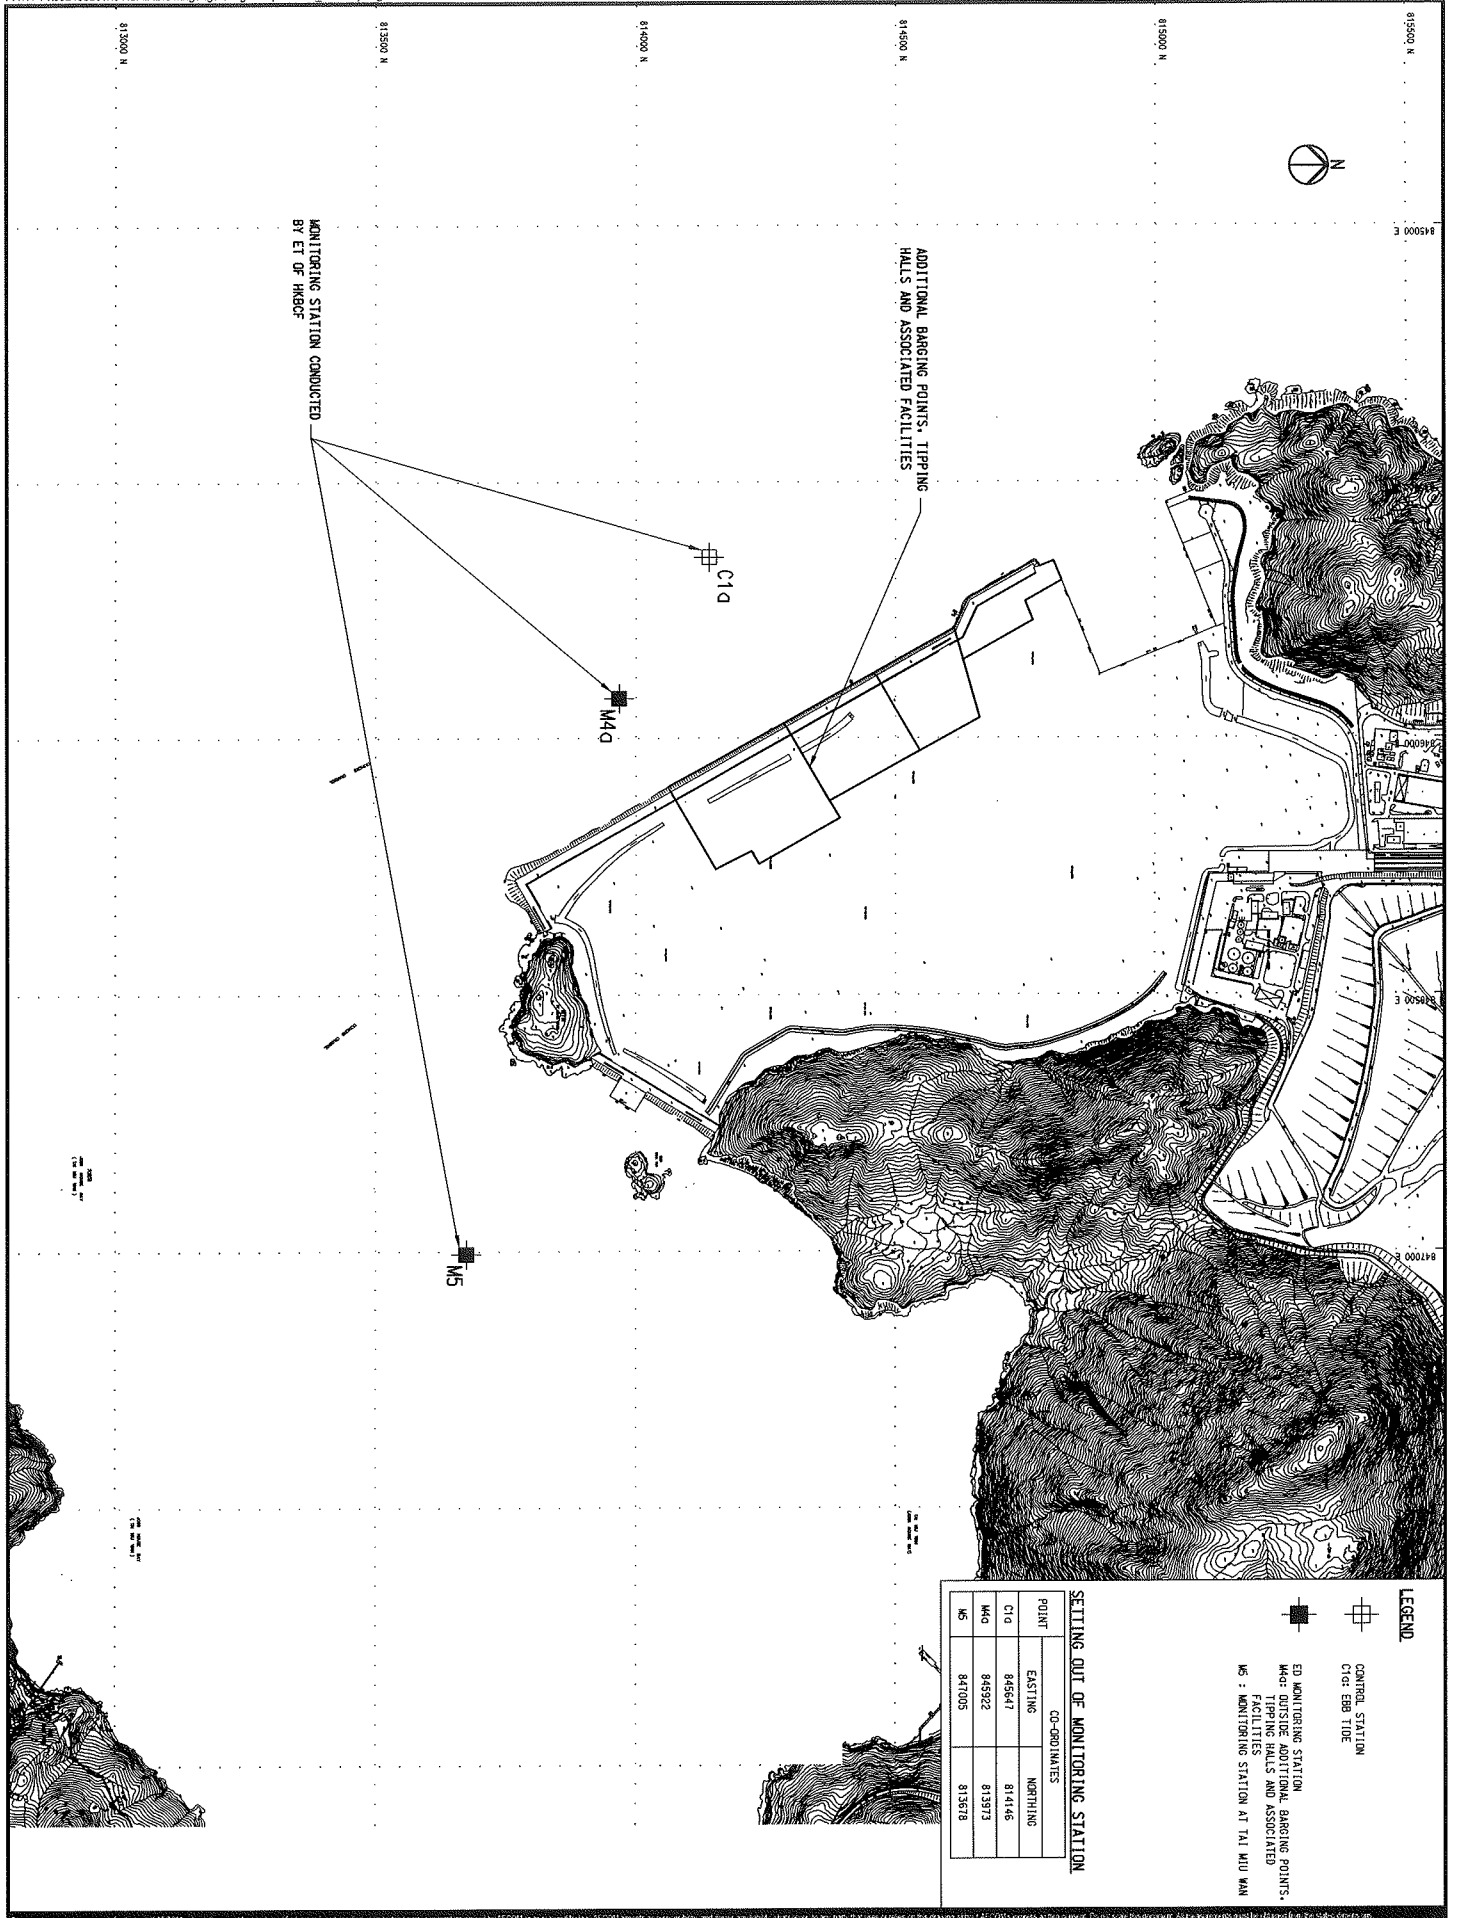 815500 N
815000 N
814500 N
814000 N
813500 N
813000 N
N
845000 E
846000 E
846500 E
847000 E
ADDITIONAL BARGING POINTS, TIPPING
HALLS AND ASSOCIATED FACILITIES
MONITORING STATION CONDUCTED
BY ET OF HKBCF
C1a
M4a
M5
LEGEND
CONTROL STATION
C1a: EBB TIDE
ED MONITORING STATION
M4a: OUTSIDE ADDITIONAL BARGING POINTS,
TIPPING HALLS AND ASSOCIATED
FACILITIES
M5 : MONITORING STATION AT TAI MIU WAN
SETTING OUT OF MONITORING STATION
POINT CO-ORDINATES
EASTING NORTHING
C1a 845647 814146
M4a 845922 813973
M5 847005 813678